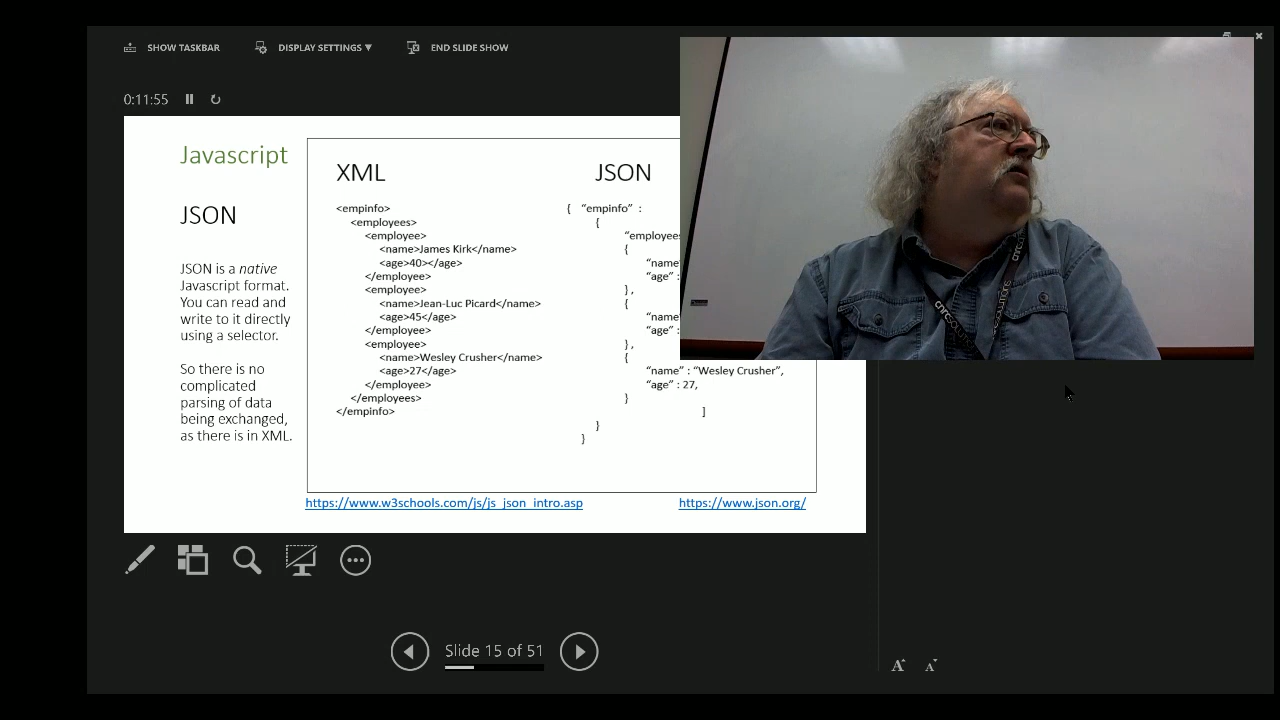 SHOW TASKBAR
DISPLAY SETTINGS ▼
END SLIDE SHOW
0:11:55
Javascript
JSON
JSON is a native
Javascript format.
You can read and
write to it directly
using a selector.
So there is no
complicated
parsing of data
being exchanged,
as there is in XML.
XML
<empinfo>
<employees>
<employee>
<name>James Kirk</name>
<age>40></age>
</employee>
<employee>
<name>Jean-Luc Picard</name>
<age>45</age>
</employee>
<employee>
<name>Wesley Crusher</name>
<age>27</age>
</employee>
</employees>
</empinfo>
JSON
{ “empinfo” :
{
“employees
{
“name”
“age” :
},
{
“name”
“age” :
},
{
“name” : “Wesley Crusher”,
“age” : 27,
}
]
}
}
https://www.w3schools.com/js/js_json_intro.asp
https://www.json.org/
Slide 15 of 51
A
A